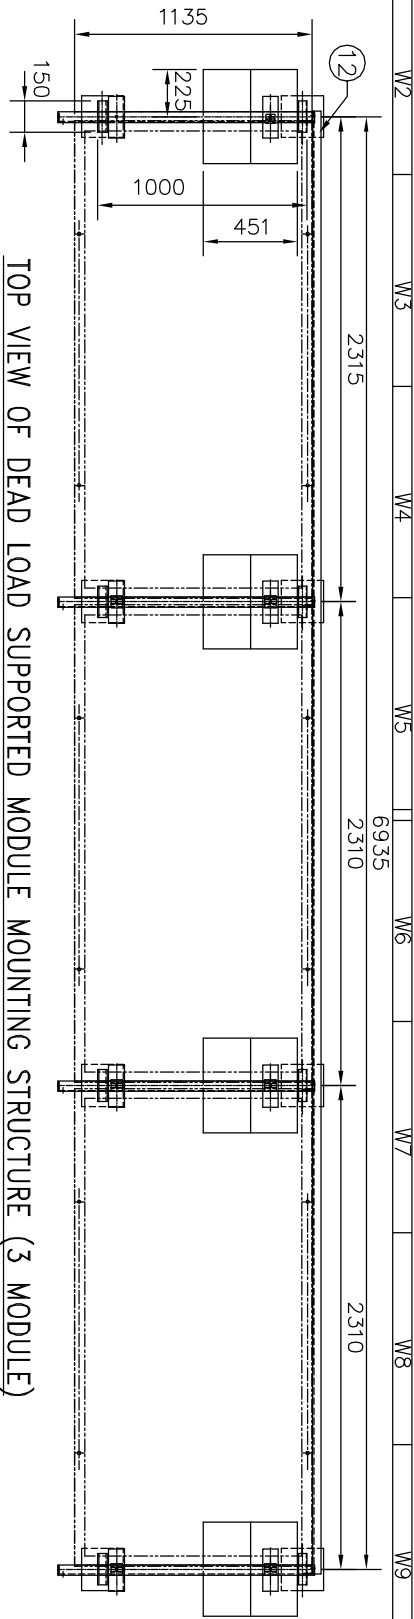 W2
W3
W4
W5
W6
W7
W8
W9
6935
2315
2310
2310
12
1135
225
150
1000
451
TOP VIEW OF DEAD LOAD SUPPORTED MODULE MOUNTING STRUCTURE (3 MODULE)